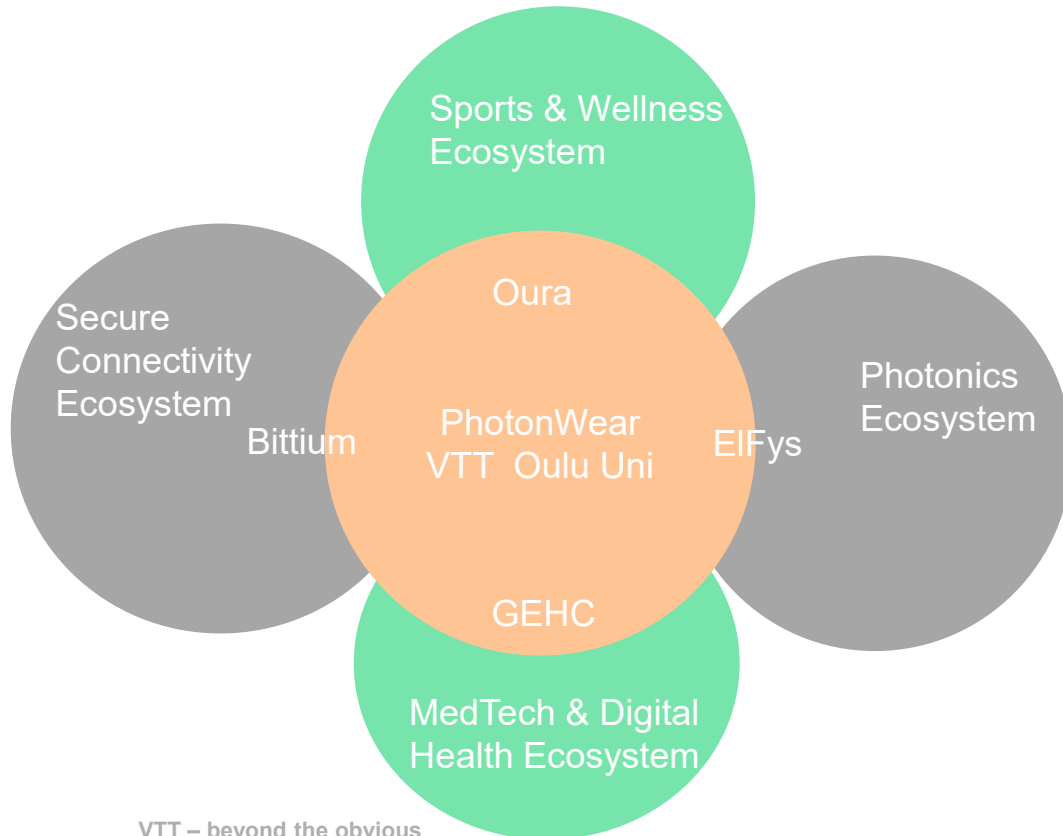 Sports & Wellness
Ecosystem
Oura
Secure
Connectivity
Ecosystem
Bittium
PhotonWear
VTT Oulu Uni
ElFys
Photonics
Ecosystem
GEHC
MedTech & Digital
Health Ecosystem
VTT – beyond the obvious